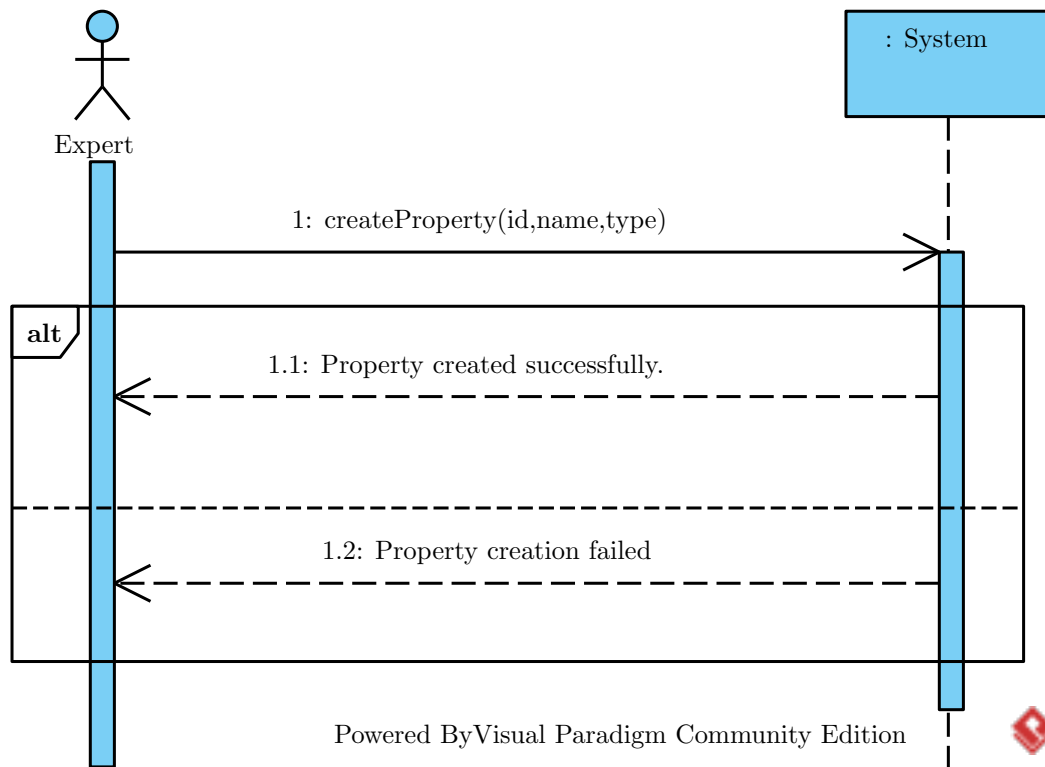 : System
Expert
1: createProperty(id,name,type)
alt
1.1: Property created successfully.
1.2: Property creation failed
Powered ByVisual Paradigm Community Edition